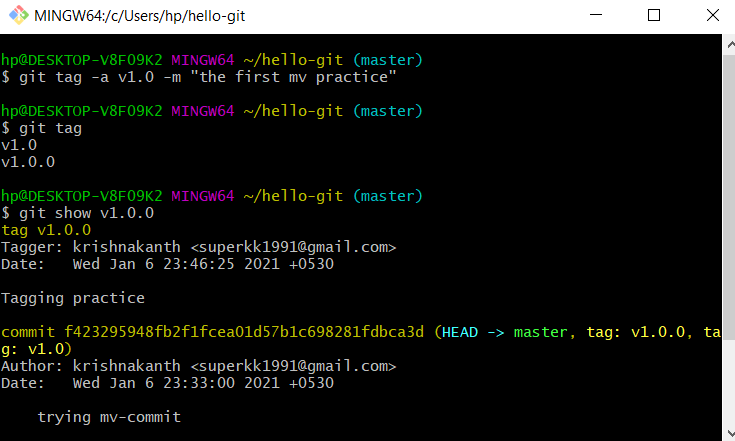 MINGW64:/c/Users/hp/hello-git
hp@DESKTOP-V8F09K2 MINGW64 ~/hello-git (master)
$ git tag -a v1.0 -m "the first mv practice"
hp@DESKTOP-V8F09K2 MINGW64 ~/hello-git (master)
$ git tag
v1.0
v1.0.0
hp@DESKTOP-V8F09K2 MINGW64 ~/hello-git (master)
$ git show v1.0.0
tag v1.0.0
Tagger: krishnakanth <superkk1991@gmail.com>
Date:   Wed Jan 6 23:46:25 2021 +0530
Tagging practice
commit f423295948fb2f1fcea01d57b1c698281fdbca3d (HEAD -> master, tag: v1.0.0, ta
g: v1.0)
Author: krishnakanth <superkk1991@gmail.com>
Date:   Wed Jan 6 23:33:00 2021 +0530
    trying mv-commit